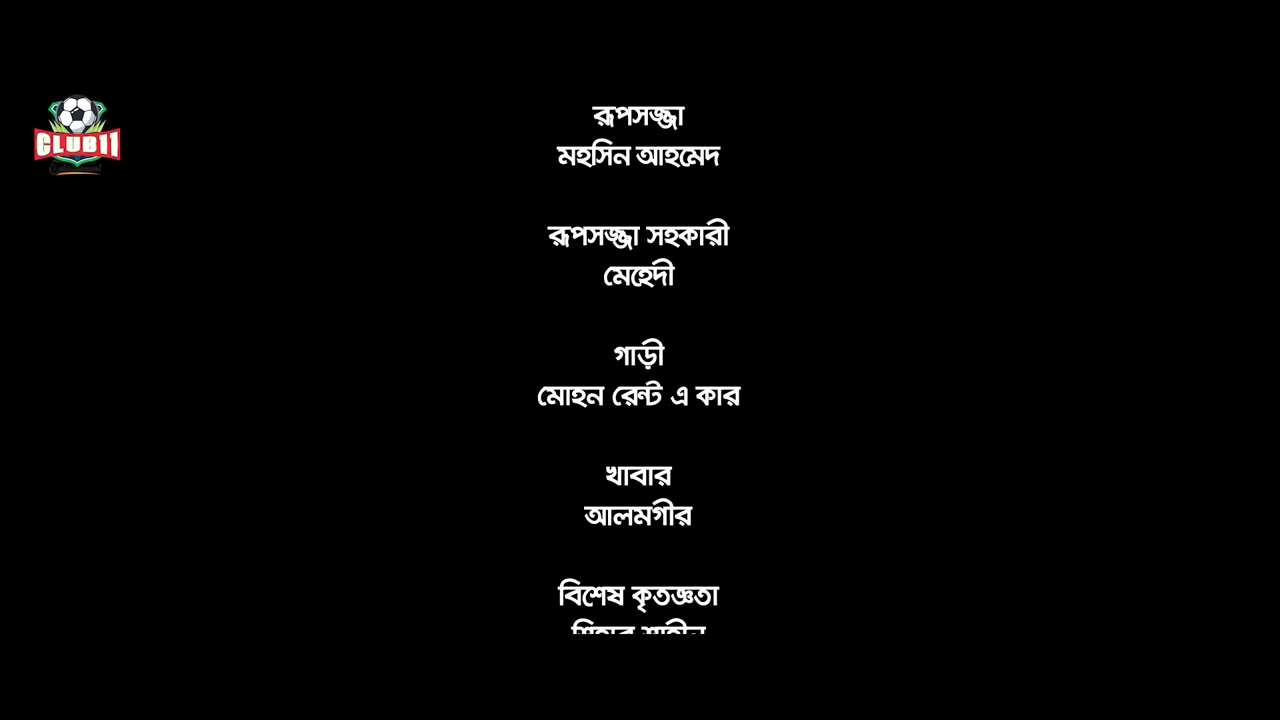 CLUB11
রূপসজ্জা
মহসিন আহমেদ
রূপসজ্জা সহকারী
মেহেদী
গাড়ী
মোহন রেন্ট এ কার
খাবার
আলমগীর
বিশেষ কৃতজ্ঞতা